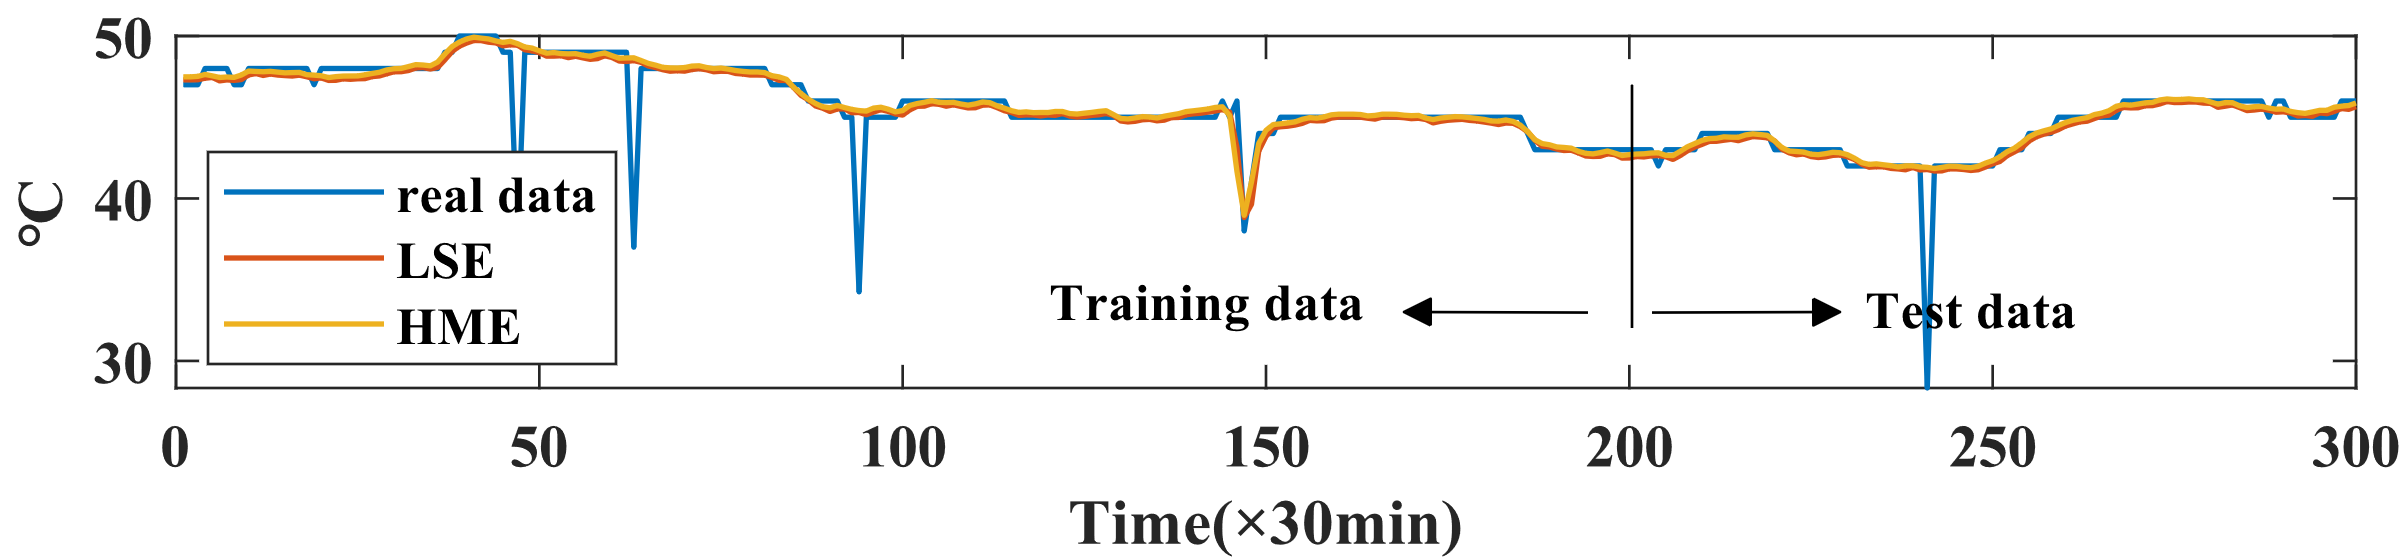 50
40
30
°C
real data
LSE
HME
Training data
Test data
0 50 100 150 200 250 300
Time(×30min)